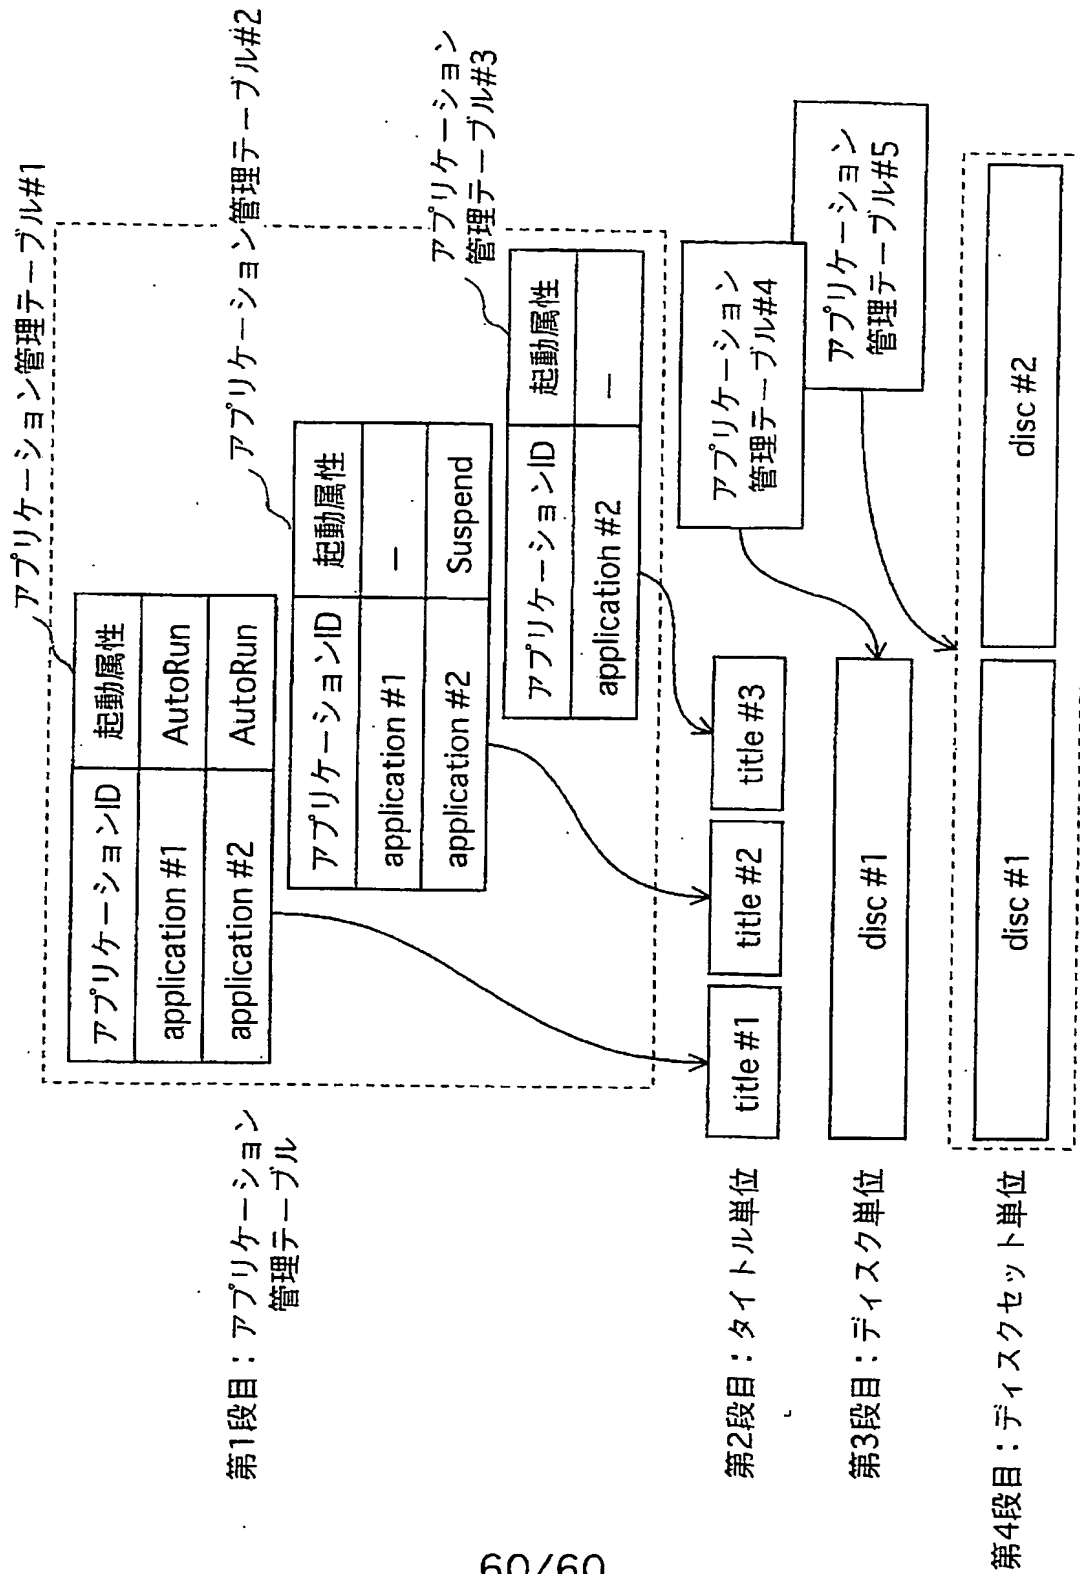 アプリケーション管理テーブル#1
アプリケーション管理テーブル#2
アプリケーション
管理テーブル#3
第1段目：アプリケーション
管理テーブル
アプリケーションID 起動属性
application #1 AutoRun
application #2 AutoRun
アプリケーションID 起動属性
application #1 –
application #2 Suspend
アプリケーションID 起動属性
application #2 –
第2段目：タイトル単位
title #1 title #2 title #3
アプリケーション
管理テーブル#4
第3段目：ディスク単位
disc #1
アプリケーション
管理テーブル#5
第4段目：ディスクセット単位
disc #1 disc #2
60/60